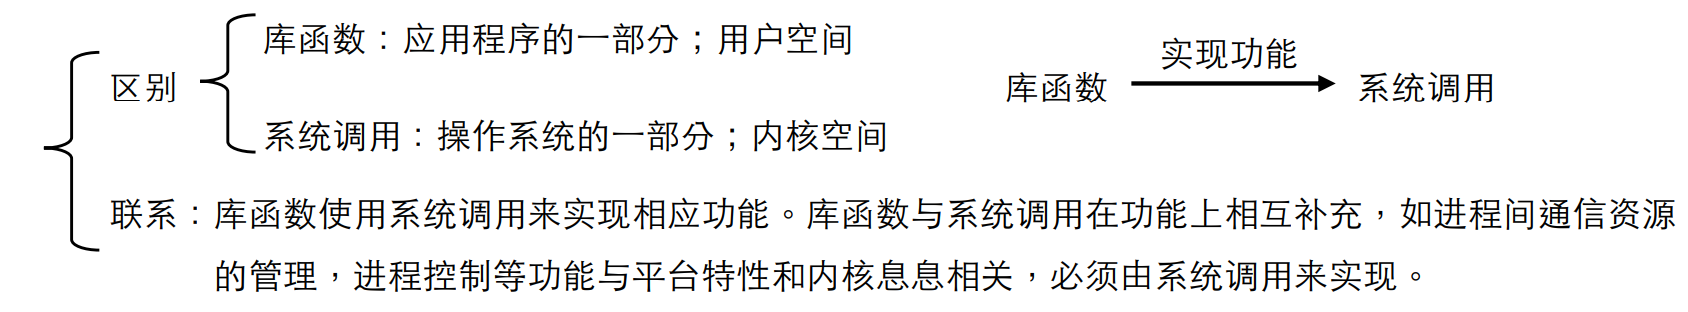 库函数：应用程序的一部分；用户空间
实现功能
区别
库函数
系统调用
系统调用：操作系统的一部分；内核空间
联系：库函数使用系统调用来实现相应功能。库函数与系统调用在功能上相互补充，如进程间通信资源
的管理，进程控制等功能与平台特性和内核息息相关，必须由系统调用来实现。